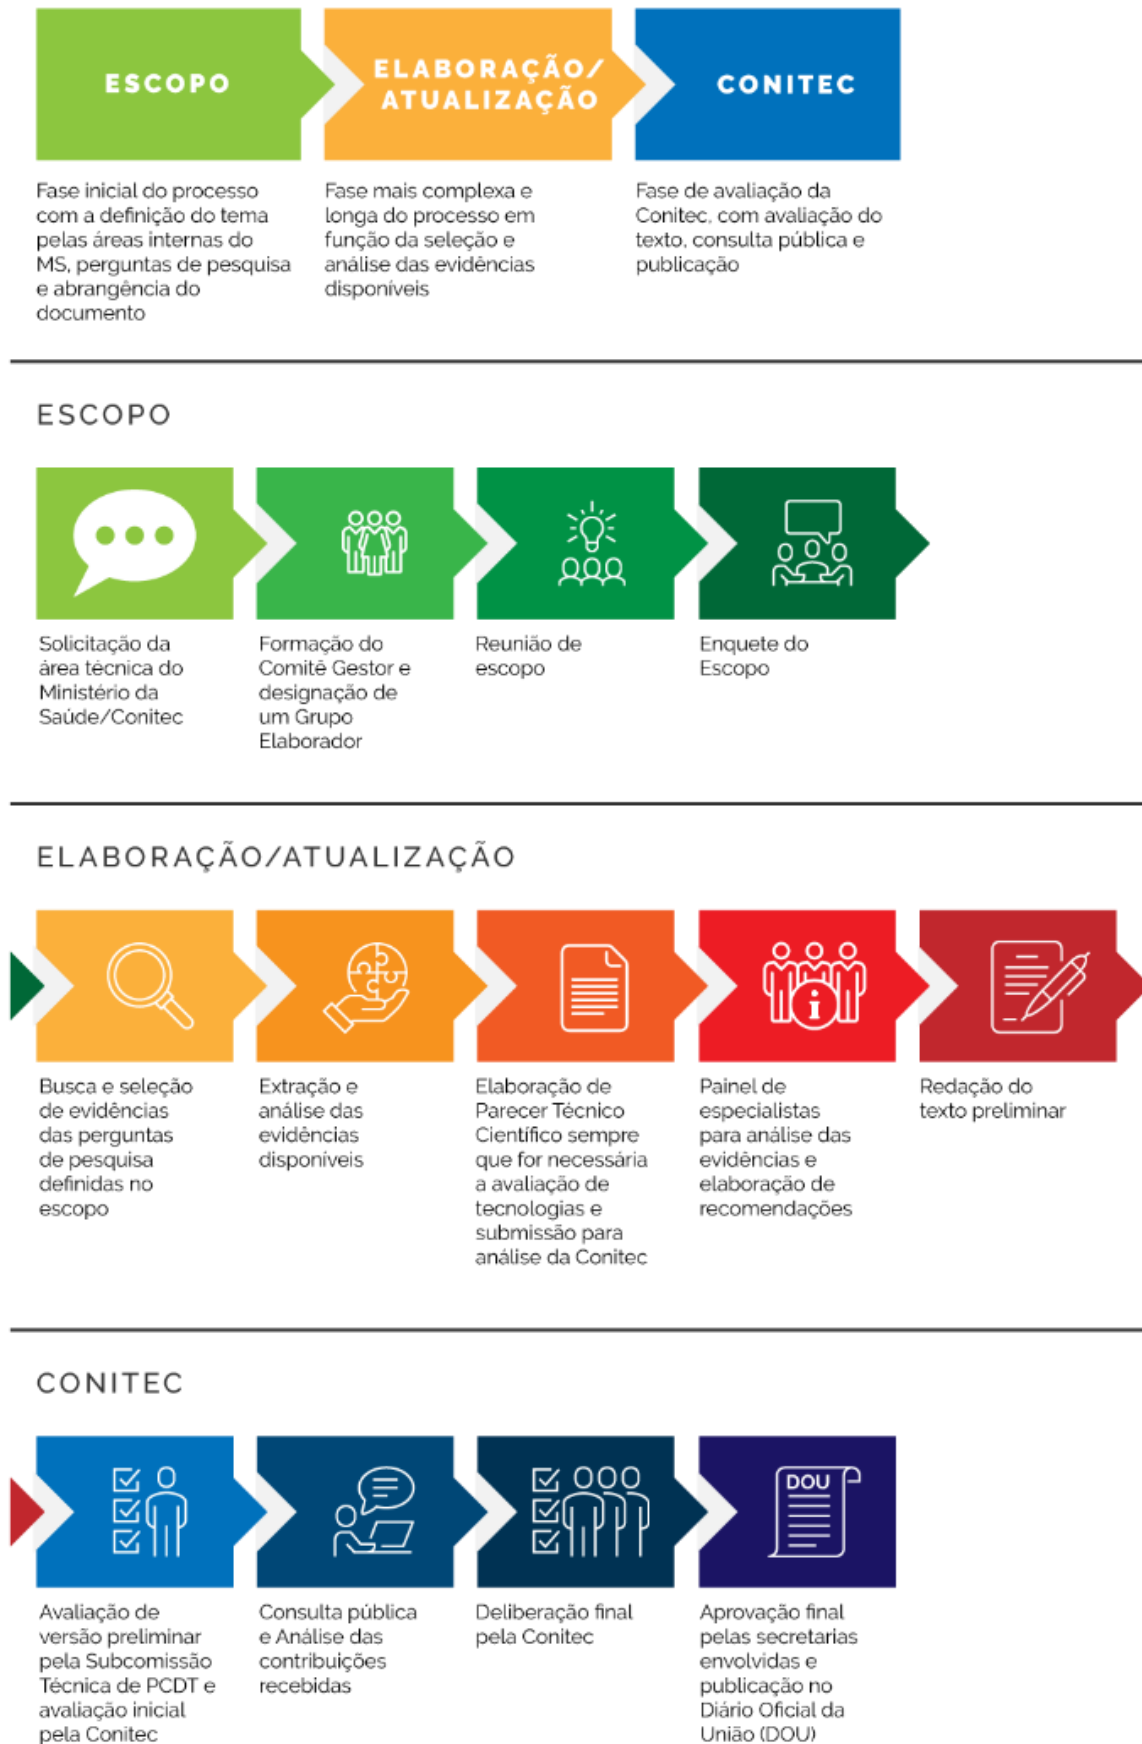 ESCOPO
ELABORAÇÃO/
ATUALIZAÇÃO
CONITEC
Fase inicial do processo
com a definição do tema
pelas áreas internas do
MS, perguntas de pesquisa
e abrangência do
documento
Fase mais complexa e
longa do processo em
função da seleção e
análise das evidências
disponíveis
Fase de avaliação da
Conitec, com avaliação do
texto, consulta pública e
publicação
ESCOPO
Solicitação da
área técnica do
Ministério da
Saúde/Conitec
Formação do
Comitê Gestor e
designação de
um Grupo
Elaborador
Reunião de
escopo
Enquete do
Escopo
ELABORAÇÃO/ATUALIZAÇÃO
Busca e seleção
de evidências
das perguntas
de pesquisa
definidas no
escopo
Extração e
análise das
evidências
disponíveis
Elaboração de
Parecer Técnico
Científico sempre
que for necessária
a avaliação de
tecnologias e
submissão para
análise da Conitec
i
Painel de
especialistas
para análise das
evidências e
elaboração de
recomendações
Redação do
texto preliminar
CONITEC
Avaliação de
versão preliminar
pela Subcomissão
Técnica de PCDT e
avaliação inicial
pela Conitec
Consulta pública
e Análise das
contribuições
recebidas
Deliberação final
pela Conitec
DOU
Aprovação final
pelas secretarias
envolvidas e
publicação no
Diário Oficial da
União (DOU)